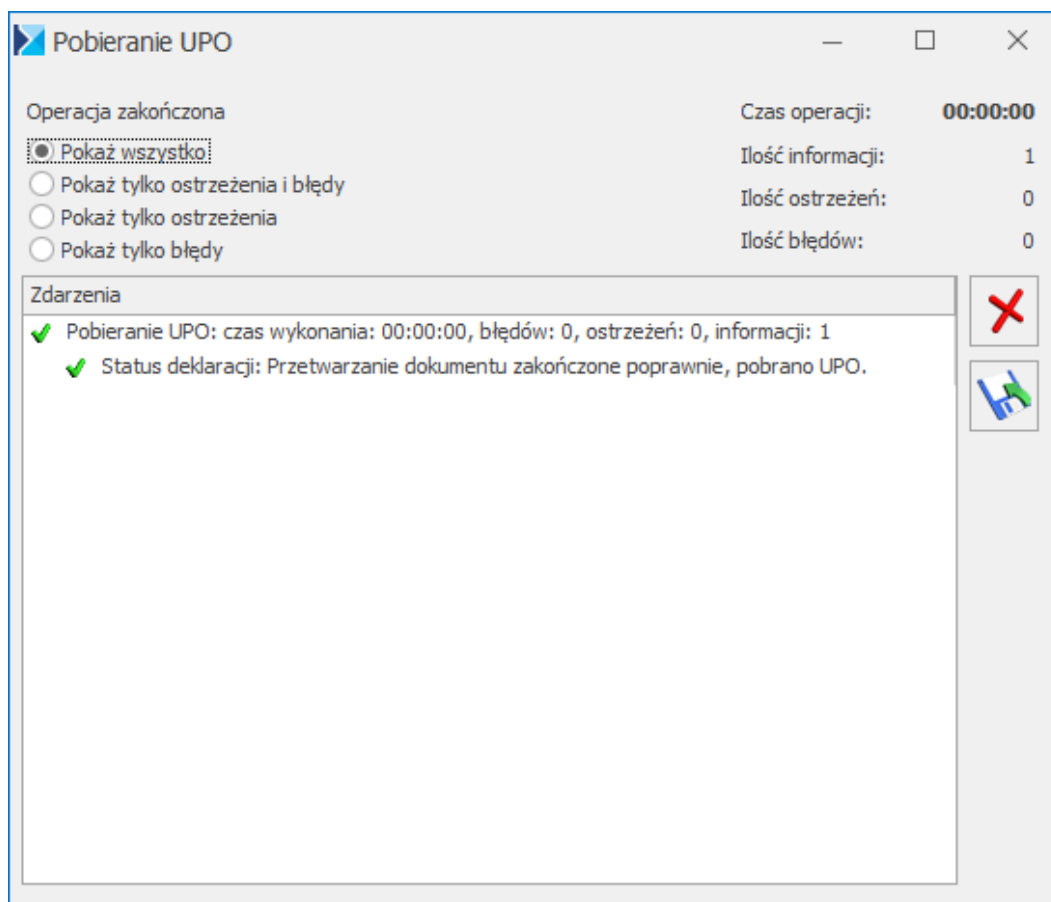 Pobieranie UPO
Operacja zakończona
Czas operacji: 00:00:00
Pokaż wszystko
Ilość informacji: 1
Pokaż tylko ostrzeżenia i błędy
Ilość ostrzeżeń: 0
Pokaż tylko ostrzeżenia
Ilość błędów: 0
Pokaż tylko błędy
Zdarzenia
Pobieranie UPO: czas wykonania: 00:00:00, błędów: 0, ostrzeżeń: 0, informacji: 1
Status deklaracji: Przetwarzanie dokumentu zakończone poprawnie, pobrano UPO.